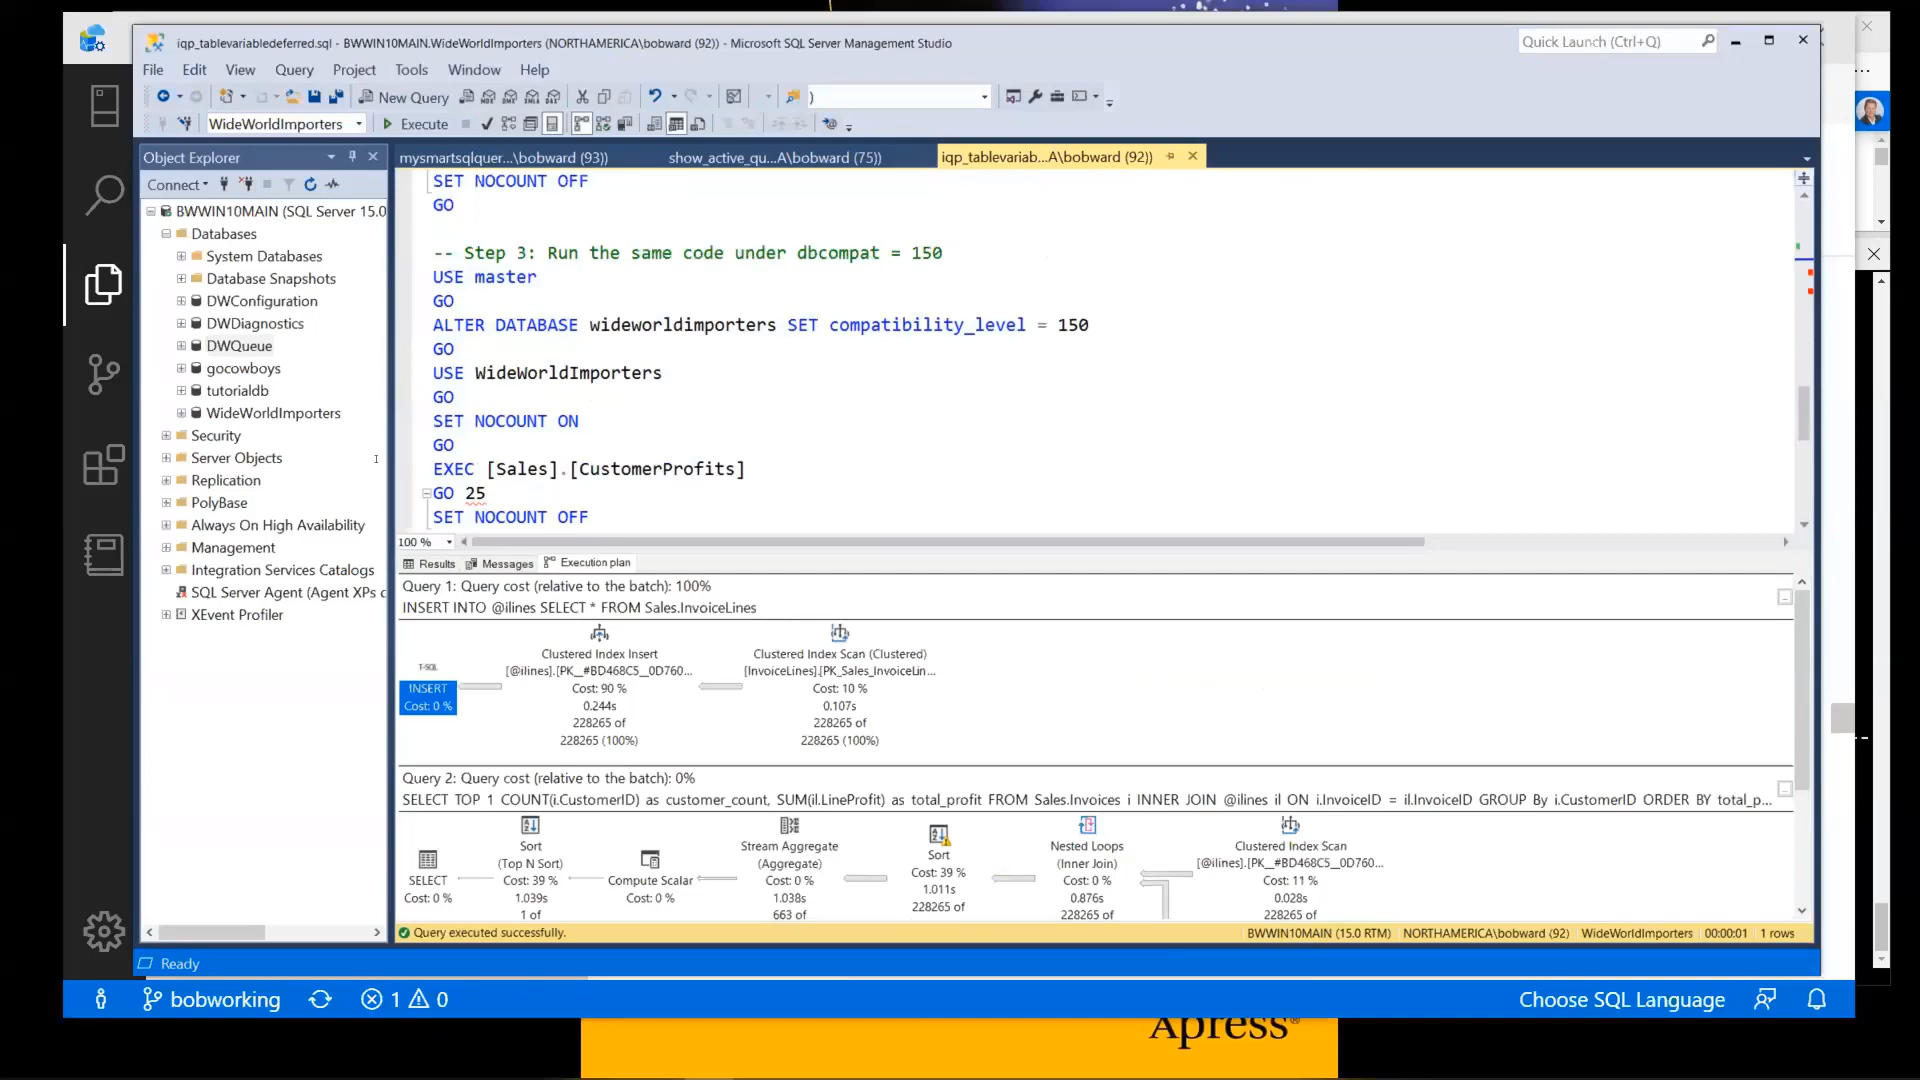 iqp_tablevariabledeferred.sql - BWWIN10MAIN.WideWorldImporters (NORTHAMERICA\bobward (92)) - Microsoft SQL Server Management Studio
Quick Launch (Ctrl+Q)
File Edit View Query Project Tools Window Help
New Query
)
WideWorldImporters
Execute
Object Explorer
mysmartsqlquer...\bobward (93))
show_active_qu...A\bobward (75))
iqp_tablevariab...A\bobward (92))
Connect
BWWIN10MAIN (SQL Server 15.0
Databases
System Databases
Database Snapshots
DWConfiguration
DWDiagnostics
DWQueue
gocowboys
tutorialdb
WideWorldImporters
Security
Server Objects
Replication
PolyBase
Always On High Availability
Management
Integration Services Catalogs
SQL Server Agent (Agent XPs c
XEvent Profiler
SET NOCOUNT OFF
GO
-- Step 3: Run the same code under dbcompat = 150
USE master
GO
ALTER DATABASE wideworldimporters SET compatibility_level = 150
GO
USE WideWorldImporters
GO
SET NOCOUNT ON
GO
EXEC [Sales].[CustomerProfits]
GO 25
SET NOCOUNT OFF
100 %
Results Messages Execution plan
Query 1: Query cost (relative to the batch): 100%
INSERT INTO @ilines SELECT * FROM Sales.InvoiceLines
T-SQL
INSERT
Cost: 0 %
Clustered Index Insert
[@ilines].[PK__#BD468C5__0D760...
Cost: 90 %
0.244s
228265 of
228265 (100%)
Clustered Index Scan (Clustered)
[InvoiceLines].[PK_Sales_InvoiceLin...
Cost: 10 %
0.107s
228265 of
228265 (100%)
Query 2: Query cost (relative to the batch): 0%
SELECT TOP 1 COUNT(i.CustomerID) as customer_count, SUM(il.LineProfit) as total_profit FROM Sales.Invoices i INNER JOIN @ilines il ON i.InvoiceID = il.InvoiceID GROUP By i.CustomerID ORDER BY total_p...
SELECT
Cost: 0 %
Sort
(Top N Sort)
Cost: 39 %
1.039s
1 of
Compute Scalar
Cost: 0 %
Stream Aggregate
(Aggregate)
Cost: 0 %
1.038s
663 of
Sort
Cost: 39 %
1.011s
228265 of
Nested Loops
(Inner Join)
Cost: 0 %
0.876s
228265 of
Clustered Index Scan
[@ilines].[PK__#BD468C5__0D760...
Cost: 11 %
0.028s
228265 of
Query executed successfully.
BWWIN10MAIN (15.0 RTM) NORTHAMERICA\bobward (92) WideWorldImporters 00:00:01 1 rows
Ready
bobworking 1 0
Choose SQL Language
Apress®